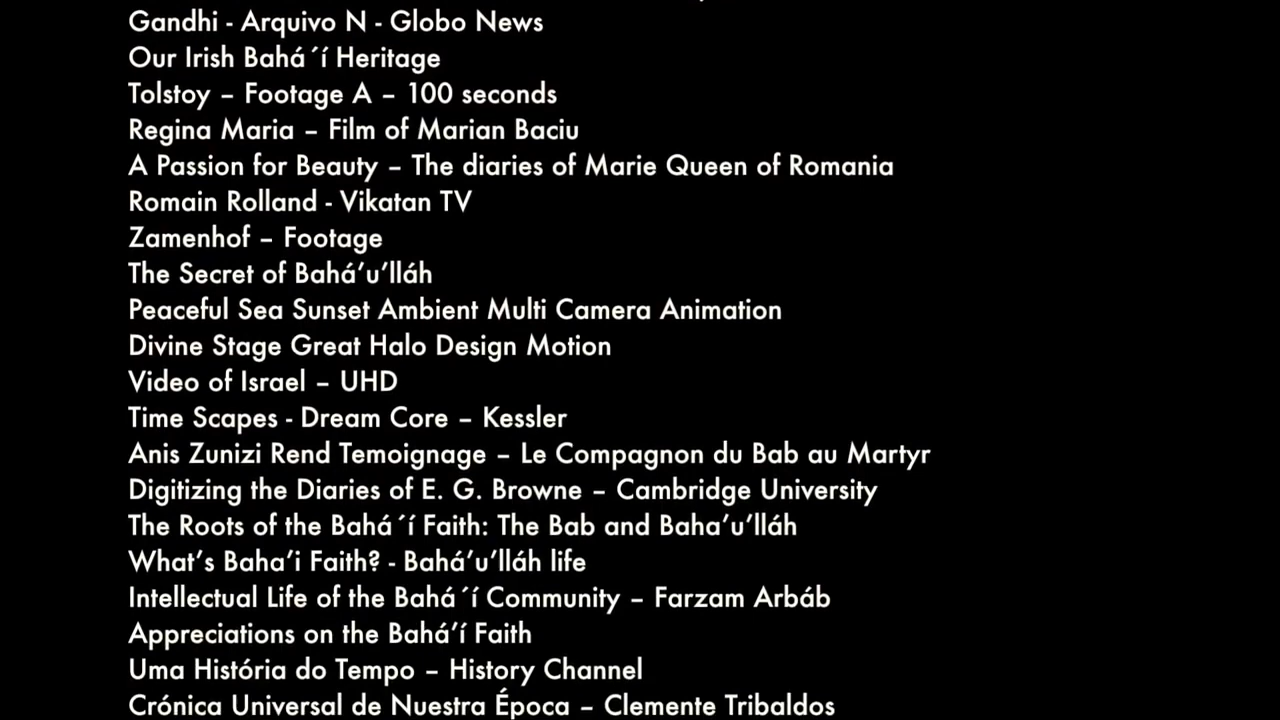 Gandhi - Arquivo N - Globo News
Our Irish Bahá´í Heritage
Tolstoy – Footage A – 100 seconds
Regina Maria – Film of Marian Baciu
A Passion for Beauty – The diaries of Marie Queen of Romania
Romain Rolland - Vikatan TV
Zamenhof – Footage
The Secret of Bahá’u’lláh
Peaceful Sea Sunset Ambient Multi Camera Animation
Divine Stage Great Halo Design Motion
Video of Israel – UHD
Time Scapes - Dream Core – Kessler
Anis Zunizi Rend Temoignage – Le Compagnon du Bab au Martyr
Digitizing the Diaries of E. G. Browne – Cambridge University
The Roots of the Bahá´í Faith: The Bab and Baha’u’lláh
What’s Baha’i Faith? - Bahá’u’lláh life
Intellectual Life of the Bahá´í Community – Farzam Arbáb
Appreciations on the Bahá’í Faith
Uma História do Tempo – History Channel
Crónica Universal de Nuestra Época – Clemente Tribaldos